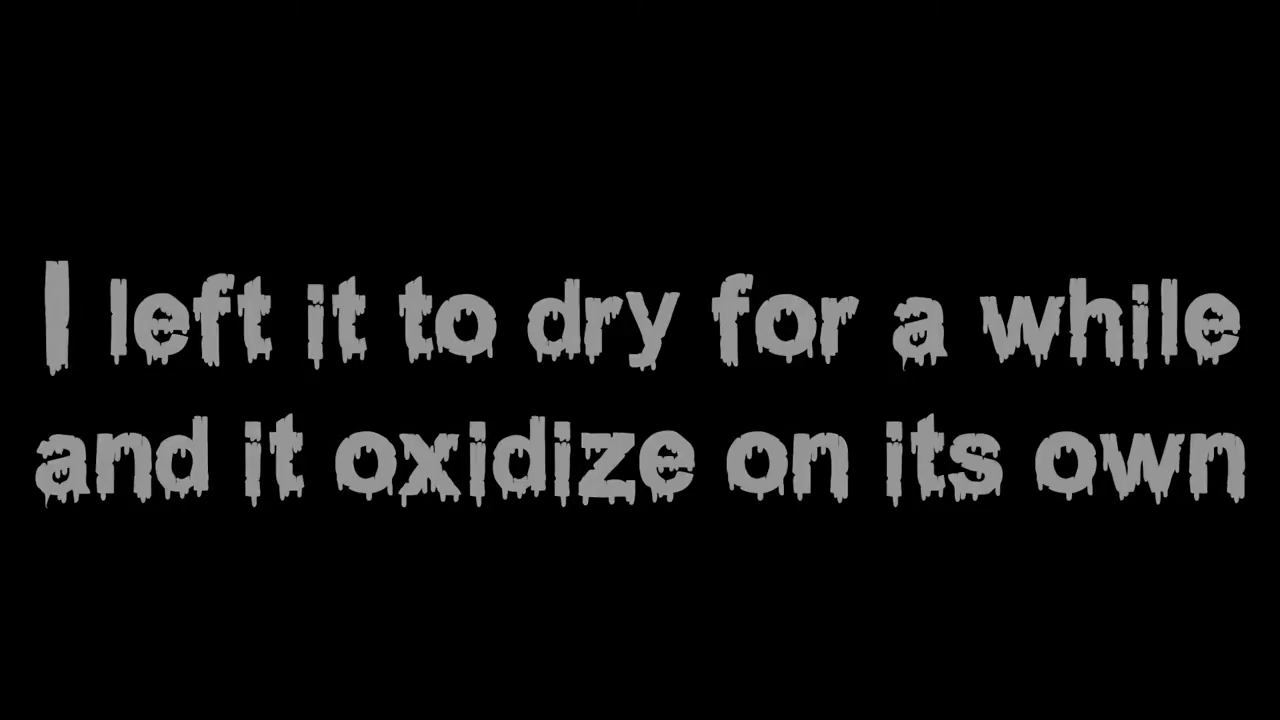 I left it to dry for a while
and it oxidize on its own